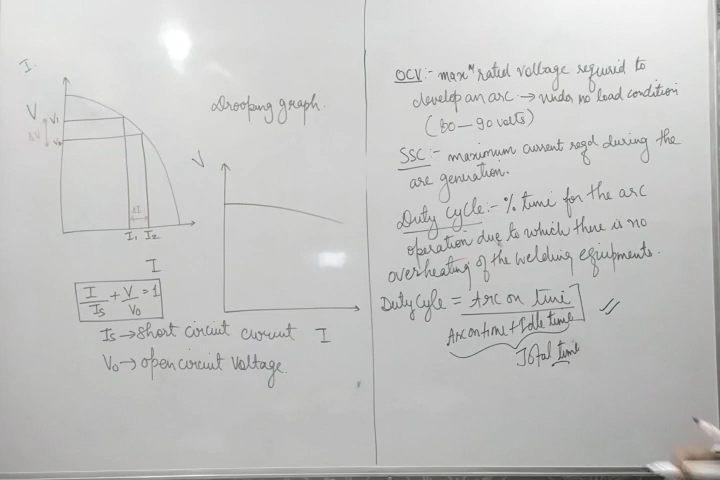 I.
V
V1
ΔV
V2
ΔI
I1 I2
I
I/Is + V/V0 = 1
Drooping graph.
V
I
Is → Short circuit current
V0 → open circuit voltage.
OCV:- maxm rated voltage required to
develop an arc → under no load condition
(80 – 90 volts)
SSC:- maximum current reqd during the
arc generation.
Duty Cycle:- % time for the arc
operation due to which there is no
overheating of the welding equipments.
Duty Cyle = Arc on time
Arc on time + Idle time
Total time